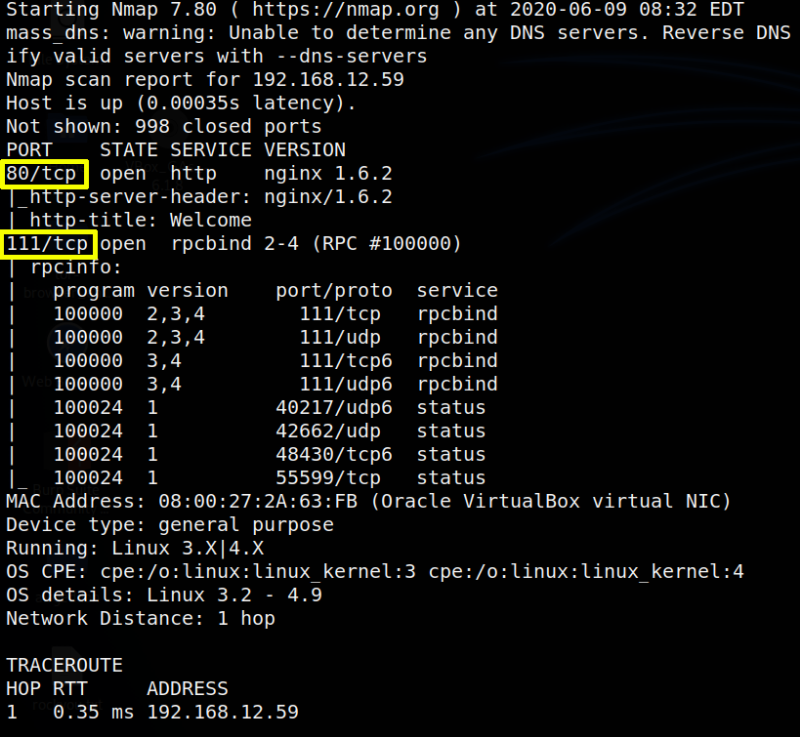 Starting Nmap 7.80 ( https://nmap.org ) at 2020-06-09 08:32 EDT
mass_dns: warning: Unable to determine any DNS servers. Reverse DNS
ify valid servers with --dns-servers
Nmap scan report for 192.168.12.59
Host is up (0.00035s latency).
Not shown: 998 closed ports
PORT    STATE SERVICE VERSION
80/tcp  open  http    nginx 1.6.2
|_http-server-header: nginx/1.6.2
| http-title: Welcome
111/tcp open  rpcbind 2-4 (RPC #100000)
| rpcinfo:
|   program version    port/proto  service
|   100000  2,3,4        111/tcp   rpcbind
|   100000  2,3,4        111/udp   rpcbind
|   100000  3,4          111/tcp6  rpcbind
|   100000  3,4          111/udp6  rpcbind
|   100024  1          40217/udp6  status
|   100024  1          42662/udp   status
|   100024  1          48430/tcp6  status
|_  100024  1          55599/tcp   status
MAC Address: 08:00:27:2A:63:FB (Oracle VirtualBox virtual NIC)
Device type: general purpose
Running: Linux 3.X|4.X
OS CPE: cpe:/o:linux:linux_kernel:3 cpe:/o:linux:linux_kernel:4
OS details: Linux 3.2 - 4.9
Network Distance: 1 hop
TRACEROUTE
HOP RTT     ADDRESS
1   0.35 ms 192.168.12.59